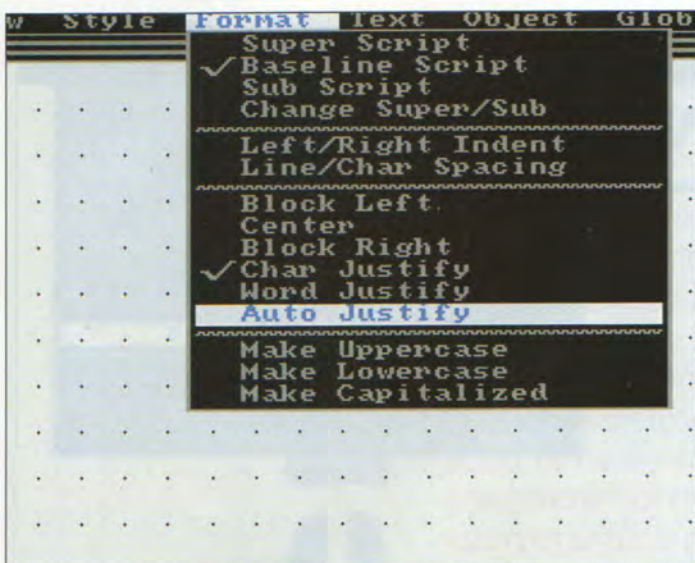 w Style Format Text Object Glob
Super Script
✓Baseline Script
Sub Script
Change Super/Sub
Left/Right Indent
Line/Char Spacing
Block Left
Center
Block Right
✓Char Justify
Word Justify
Auto Justify
Make Uppercase
Make Lowercase
Make Capitalized